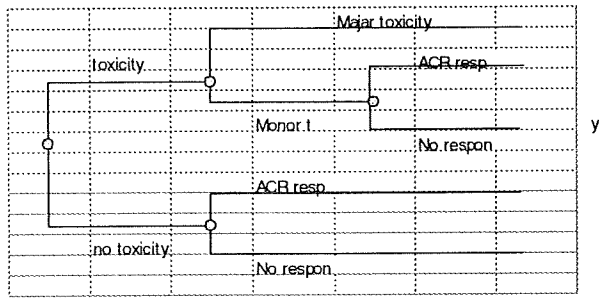 Majar toxicity
toxicity
ACR resp
Monor t
y
No respon
ACR resp
no toxicity
No respon